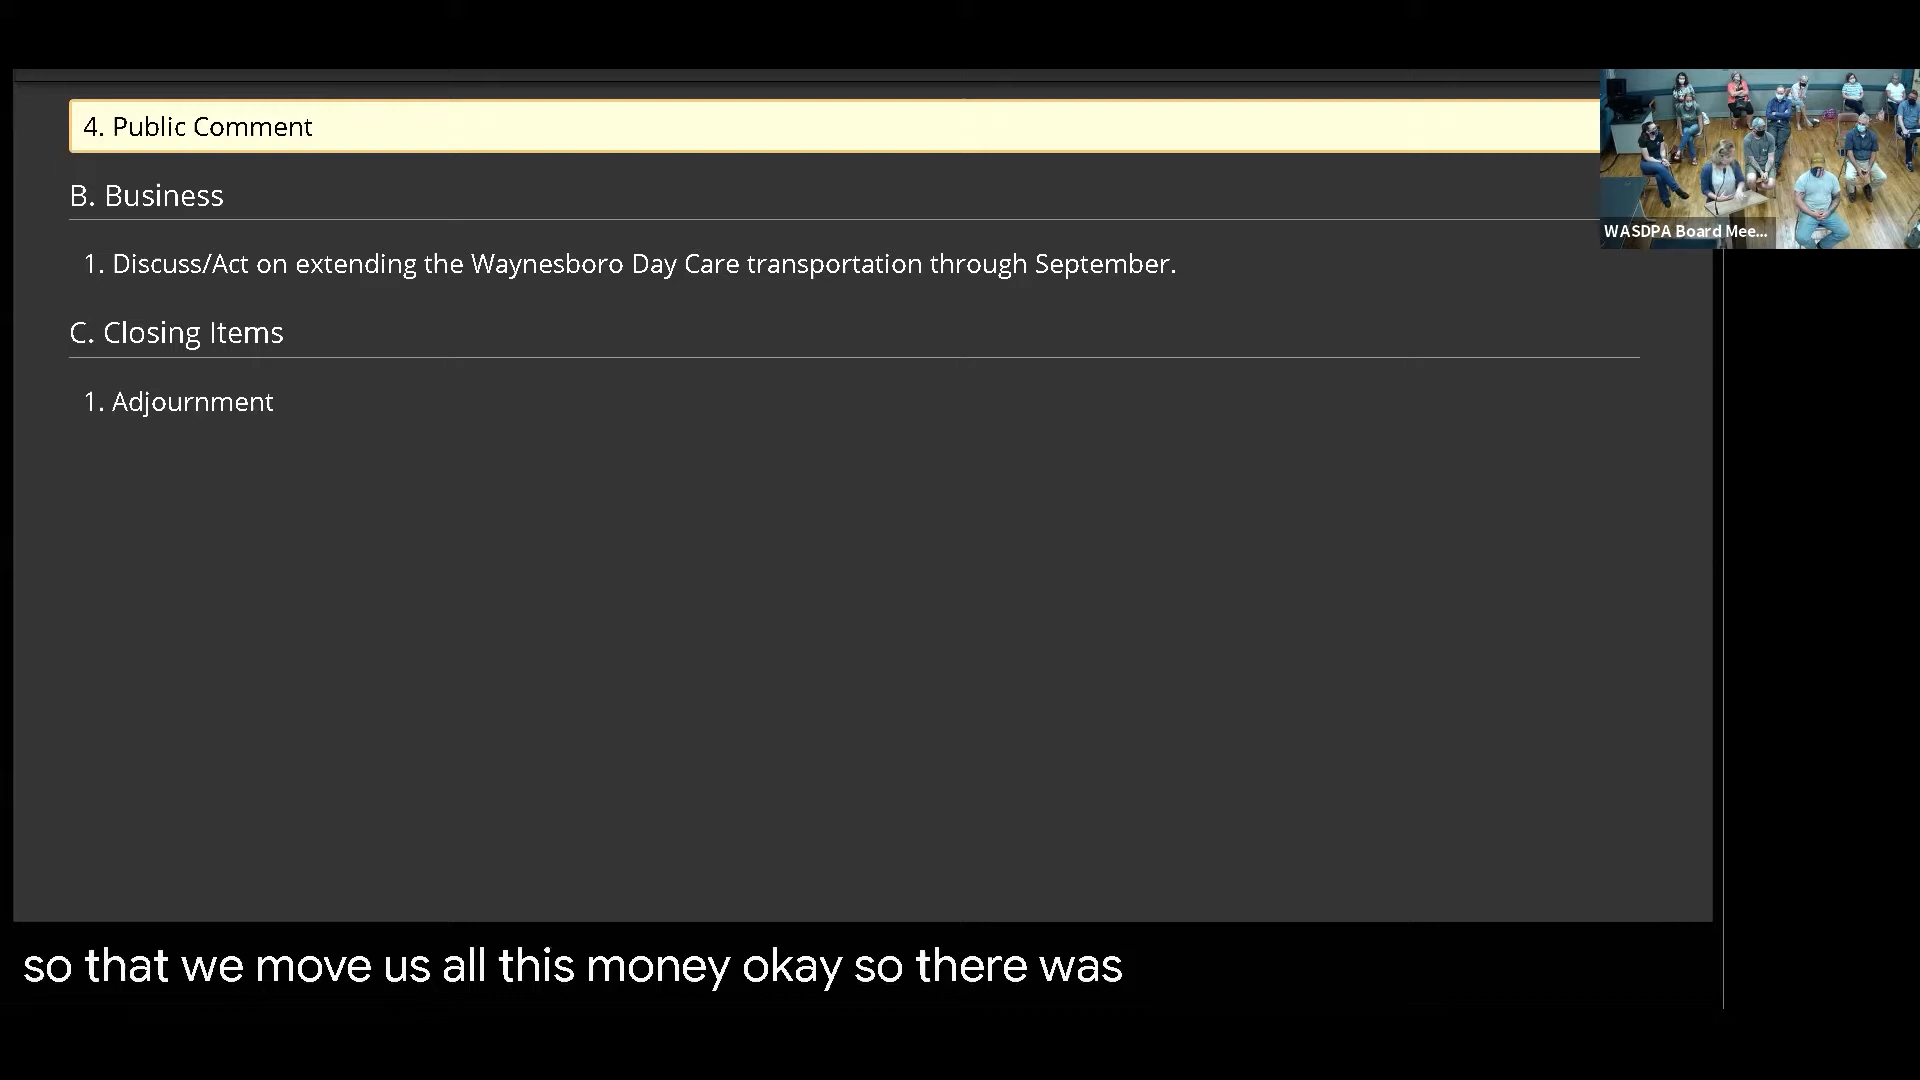 4. Public Comment
B. Business
WASDPA Board Mee...
1. Discuss/Act on extending the Waynesboro Day Care transportation through September.
C. Closing Items
1. Adjournment
so that we move us all this money okay so there was